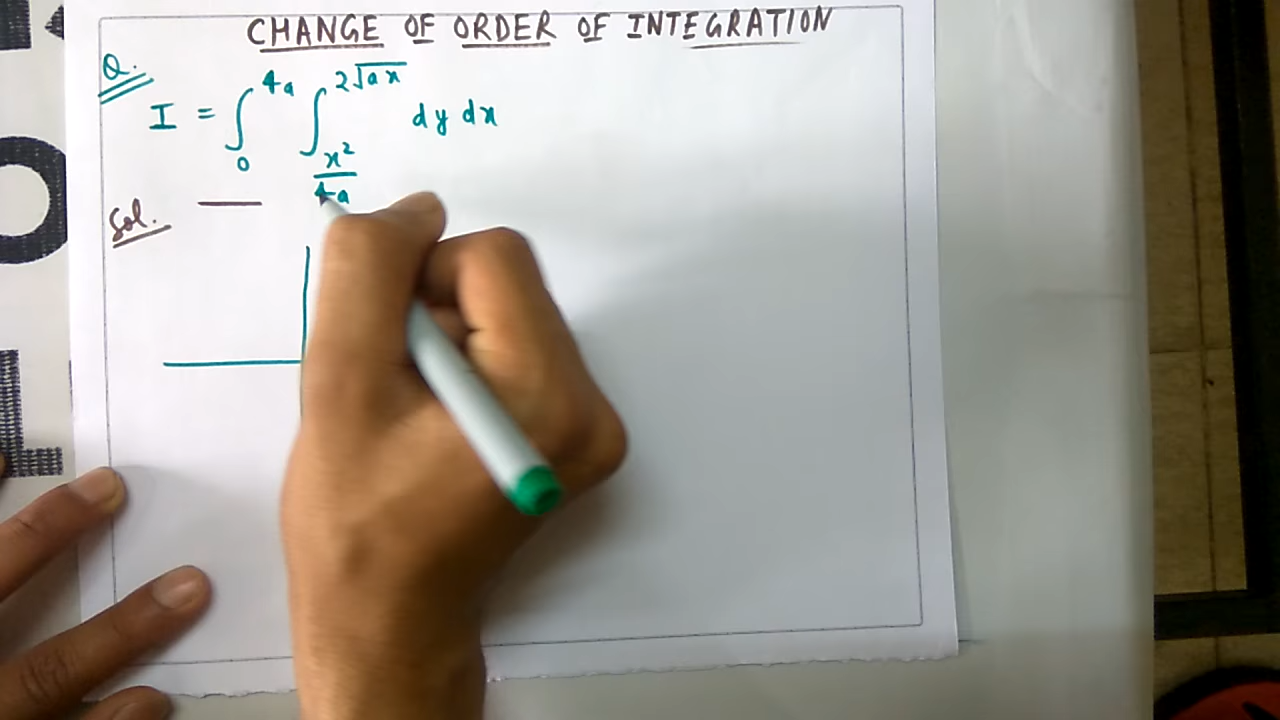 CHANGE OF ORDER OF INTEGRATION
Q.
I = ∫₀^{4a} ∫_{x²/4a}^{2√(ax)} dy dx
Sol.